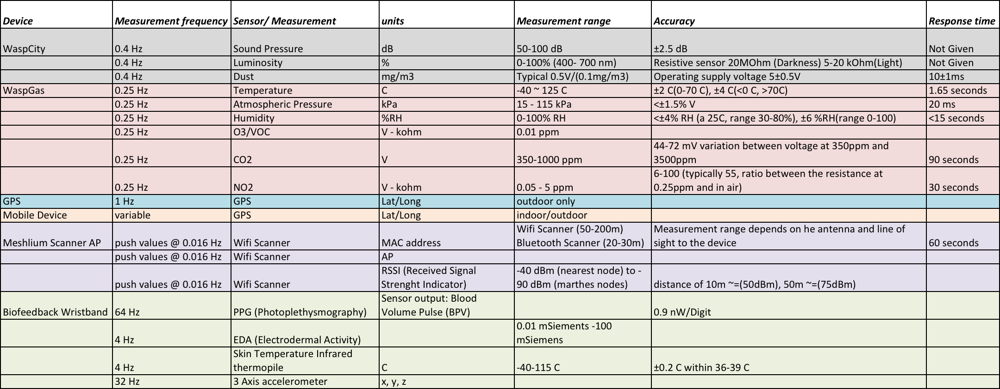 Device Measurement frequency Sensor/ Measurement units Measurement range Accuracy Response time
WaspCity 0.4 Hz Sound Pressure dB 50-100 dB ±2.5 dB Not Given
0.4 Hz Luminosity % 0-100% (400- 700 nm) Resistive sensor 20MOhm (Darkness) 5-20 kOhm(Light) Not Given
0.4 Hz Dust mg/m3 Typical 0.5V/(0.1mg/m3) Operating supply voltage 5±0.5V 10±1ms
WaspGas 0.25 Hz Temperature C -40 ~ 125 C ±2 C(0-70 C), ±4 C(<0 C, >70C) 1.65 seconds
0.25 Hz Atmospheric Pressure kPa 15 - 115 kPa <±1.5% V 20 ms
0.25 Hz Humidity %RH 0-100% RH <±4% RH (a 25C, range 30-80%), ±6 %RH(range 0-100) <15 seconds
0.25 Hz O3/VOC V - kohm 0.01 ppm
44-72 mV variation between voltage at 350ppm and
0.25 Hz CO2 V 350-1000 ppm 3500ppm 90 seconds
6-100 (typically 55, ratio between the resistance at
0.25 Hz NO2 V - kohm 0.05 - 5 ppm 0.25ppm and in air) 30 seconds
GPS 1 Hz GPS Lat/Long outdoor only
Mobile Device variable GPS Lat/Long indoor/outdoor
Wifi Scanner (50-200m) Measurement range depends on he antenna and line of
Meshlium Scanner AP push values @ 0.016 Hz Wifi Scanner MAC address Bluetooth Scanner (20-30m) sight to the device 60 seconds
push values @ 0.016 Hz Wifi Scanner AP
RSSI (Received Signal -40 dBm (nearest node) to -
push values @ 0.016 Hz Wifi Scanner Strenght Indicator) 90 dBm (marthes nodes) distance of 10m ~=(50dBm), 50m ~=(75dBm)
Sensor output: Blood
Biofeedback Wristband 64 Hz PPG (Photoplethysmography) Volume Pulse (BPV) 0.9 nW/Digit
0.01 mSiements -100
4 Hz EDA (Electrodermal Activity) mSiemens
Skin Temperature Infrared
4 Hz thermopile C -40-115 C ±0.2 C within 36-39 C
32 Hz 3 Axis accelerometer x, y, z